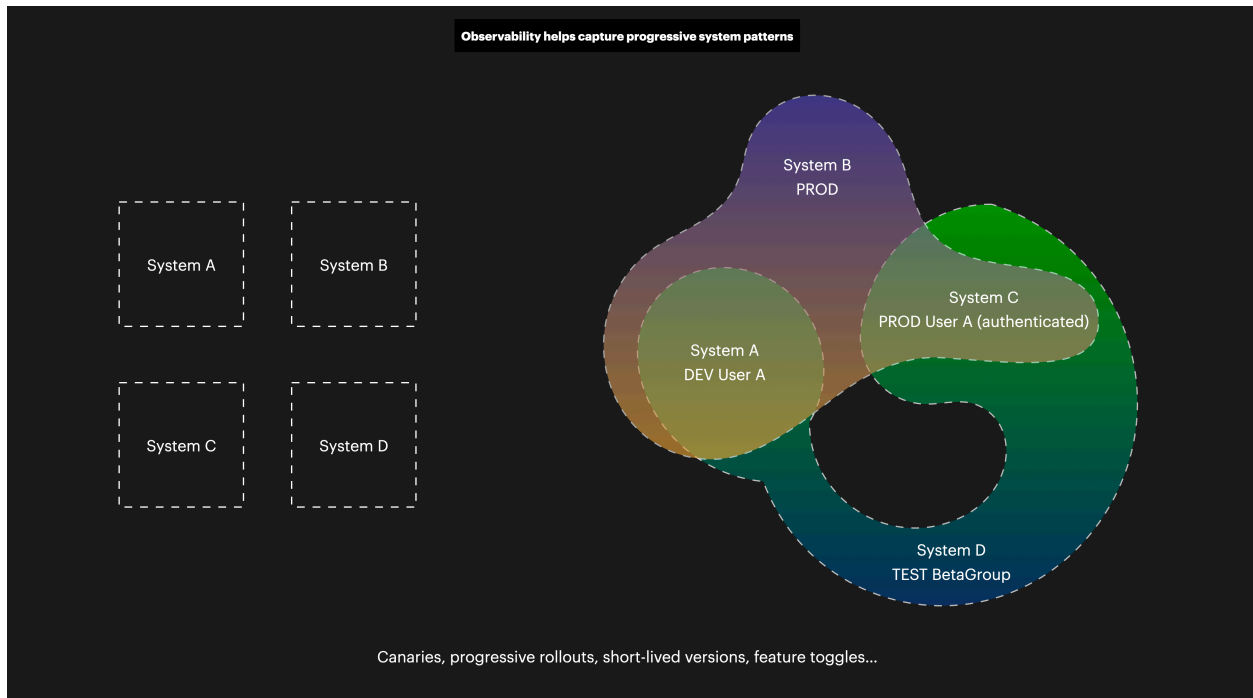 Observability helps capture progressive system patterns
System A
System B
System C
System D
System B
PROD
System C
PROD User A (authenticated)
System A
DEV User A
System D
TEST BetaGroup
Canaries, progressive rollouts, short-lived versions, feature toggles...